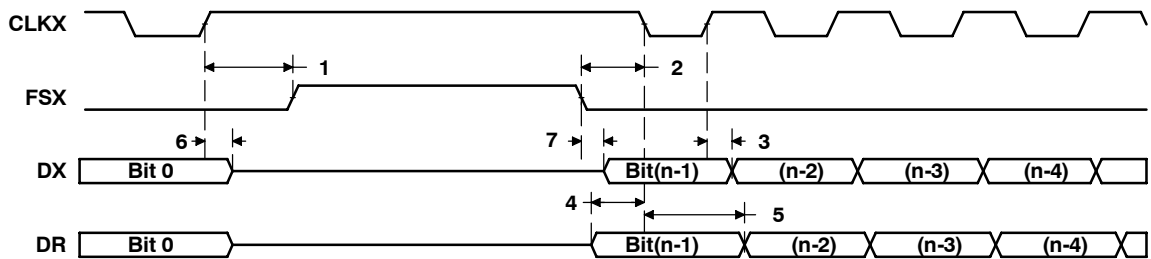 CLKX
1 2
FSX
6 7 3
DX Bit 0 Bit(n-1) (n-2) (n-3) (n-4)
4 5
DR Bit 0 Bit(n-1) (n-2) (n-3) (n-4)